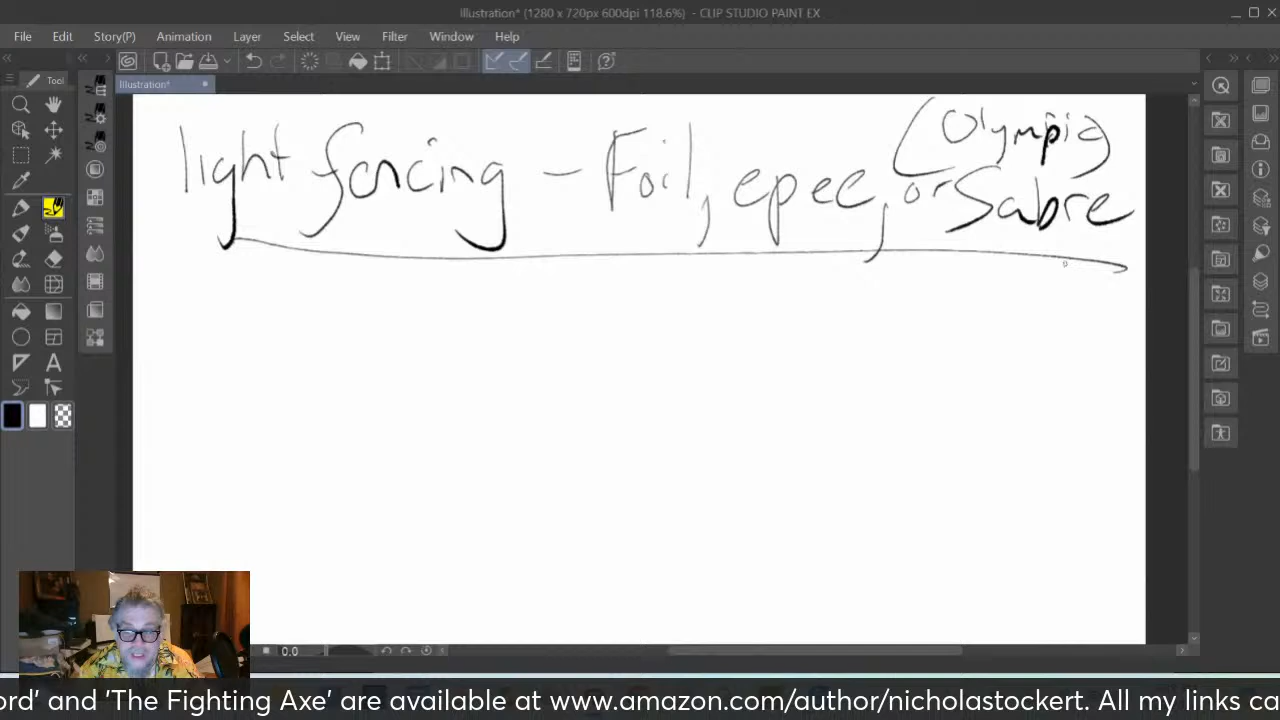 Illustration* (1280 x 720px 600dpi 118.6%) - CLIP STUDIO PAINT EX
File Edit Story(P) Animation Layer Select View Filter Window Help
Tool
Illustration*
(Olympic)
light fencing - Foil, epee, or Sabre
0.0
ord' and 'The Fighting Axe' are available at www.amazon.com/author/nicholastockert. All my links ca